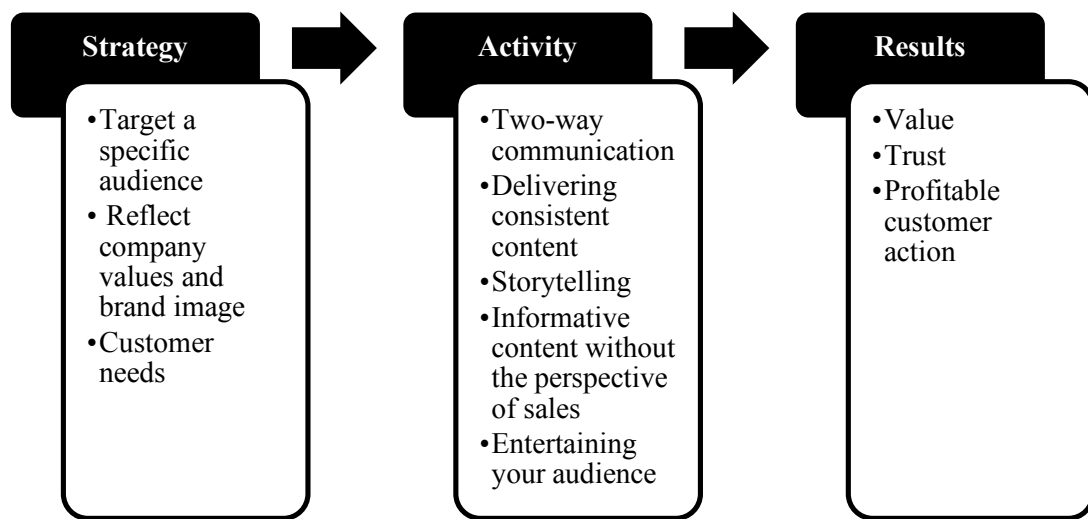 Strategy
•Target a
specific
audience
• Reflect
company
values and
brand image
•Customer
needs
Activity
•Two-way
communication
•Delivering
consistent
content
•Storytelling
•Informative
content without
the perspective
of sales
•Entertaining
your audience
Results
•Value
•Trust
•Profitable
customer
action